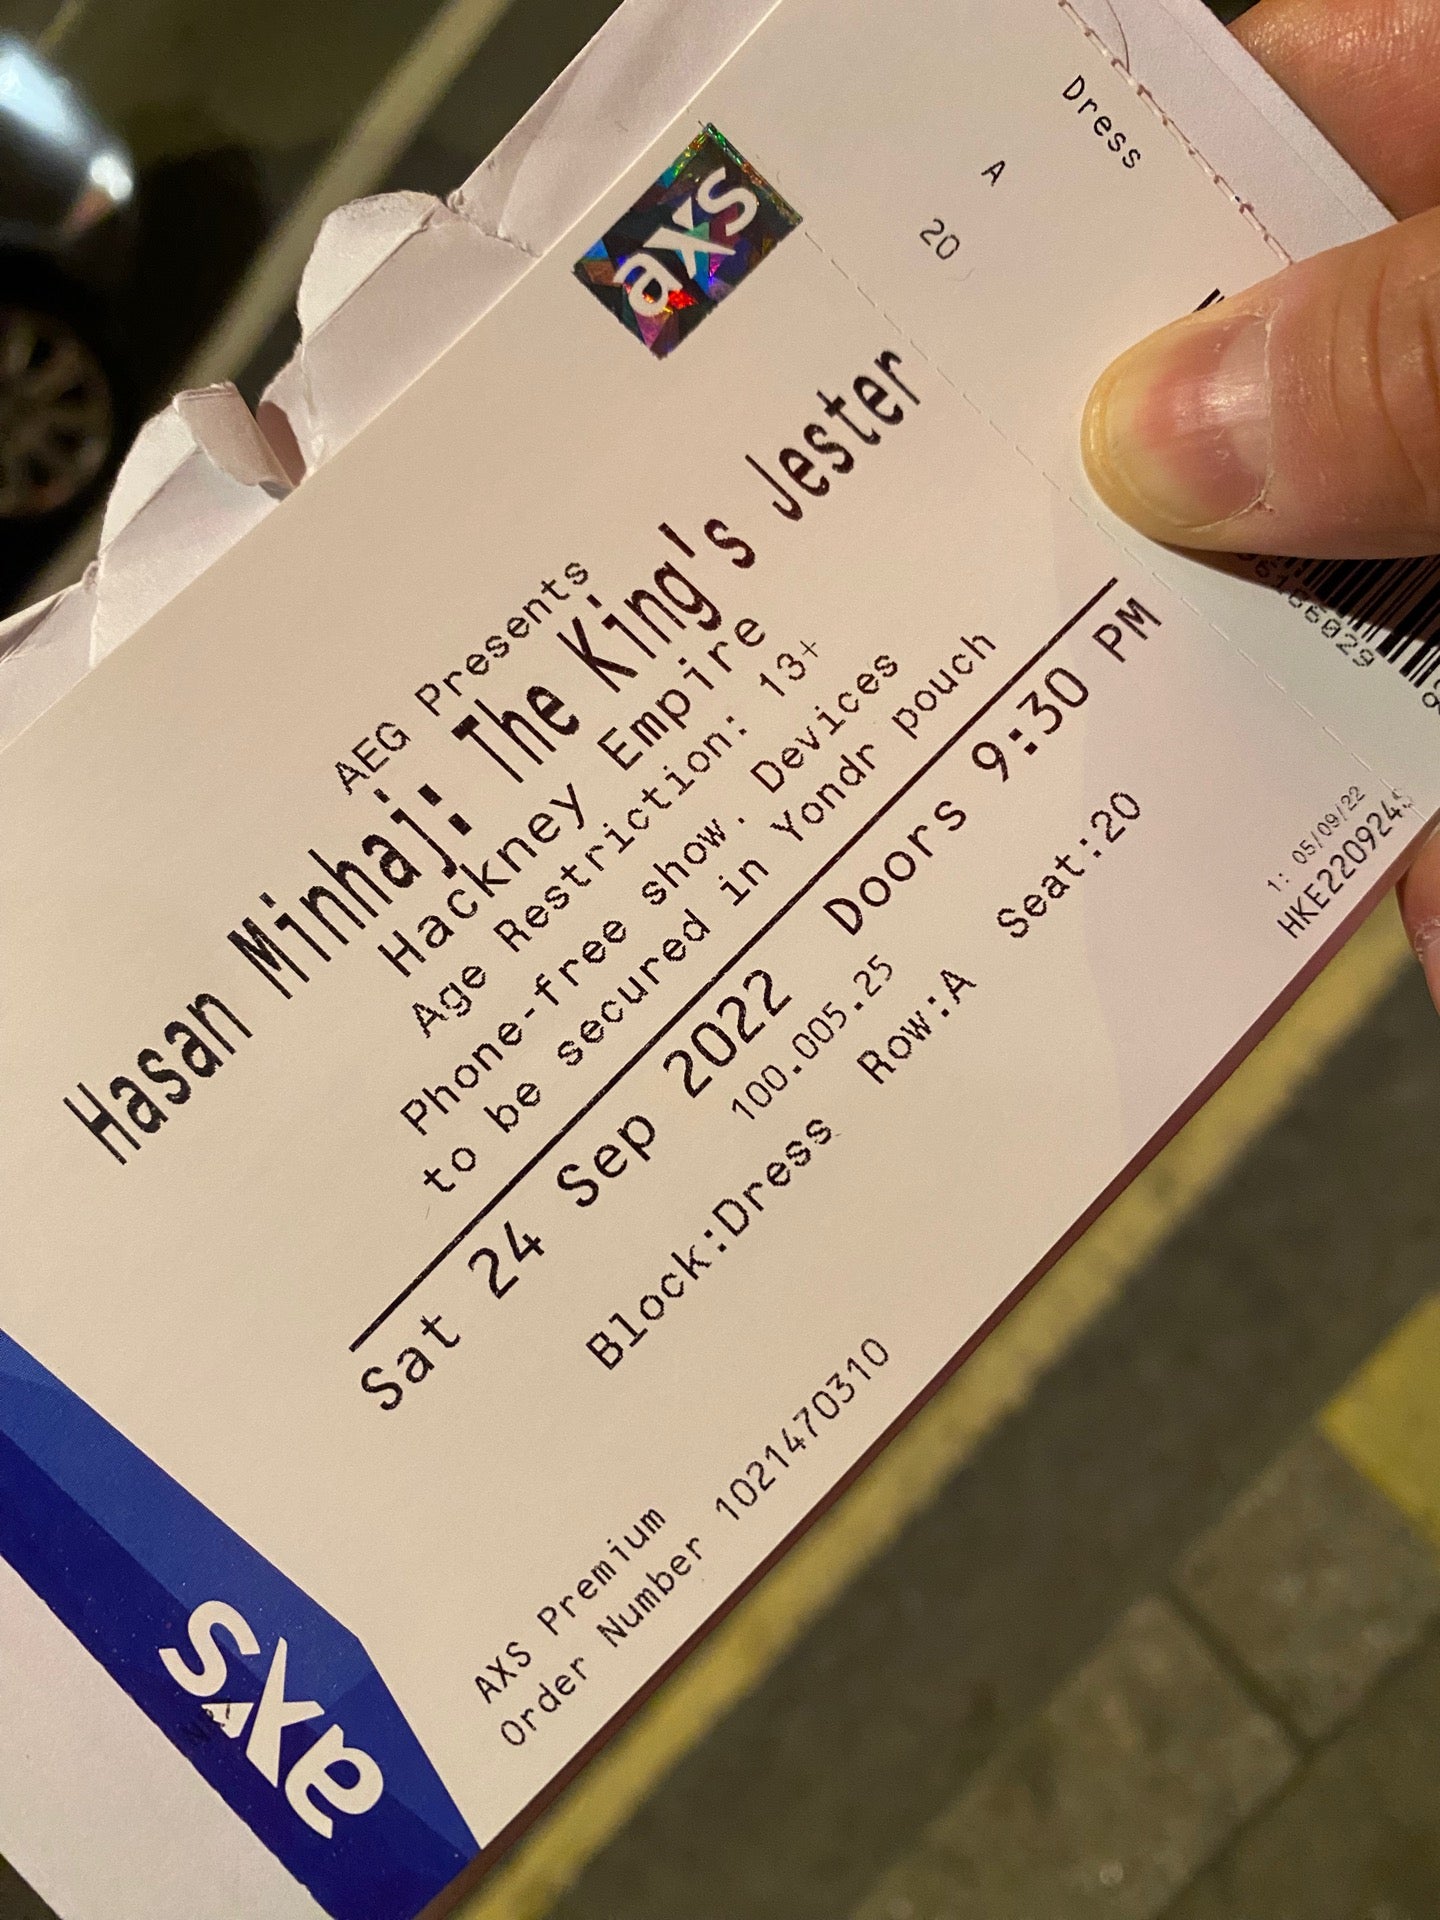 axs
AEG Presents
Hasan Minhaj: The King's Jester
Hackney Empire
Age Restriction: 13+
Phone-free show. Devices
to be secured in Yondr pouch
Sat 24 Sep 2022 Doors 9:30 PM
100.005.25
Block:Dress Row:A Seat:20
AXS Premium
Order Number 1021470310
axs
Dress
A
20
1: 05/09/22
HKE220924S